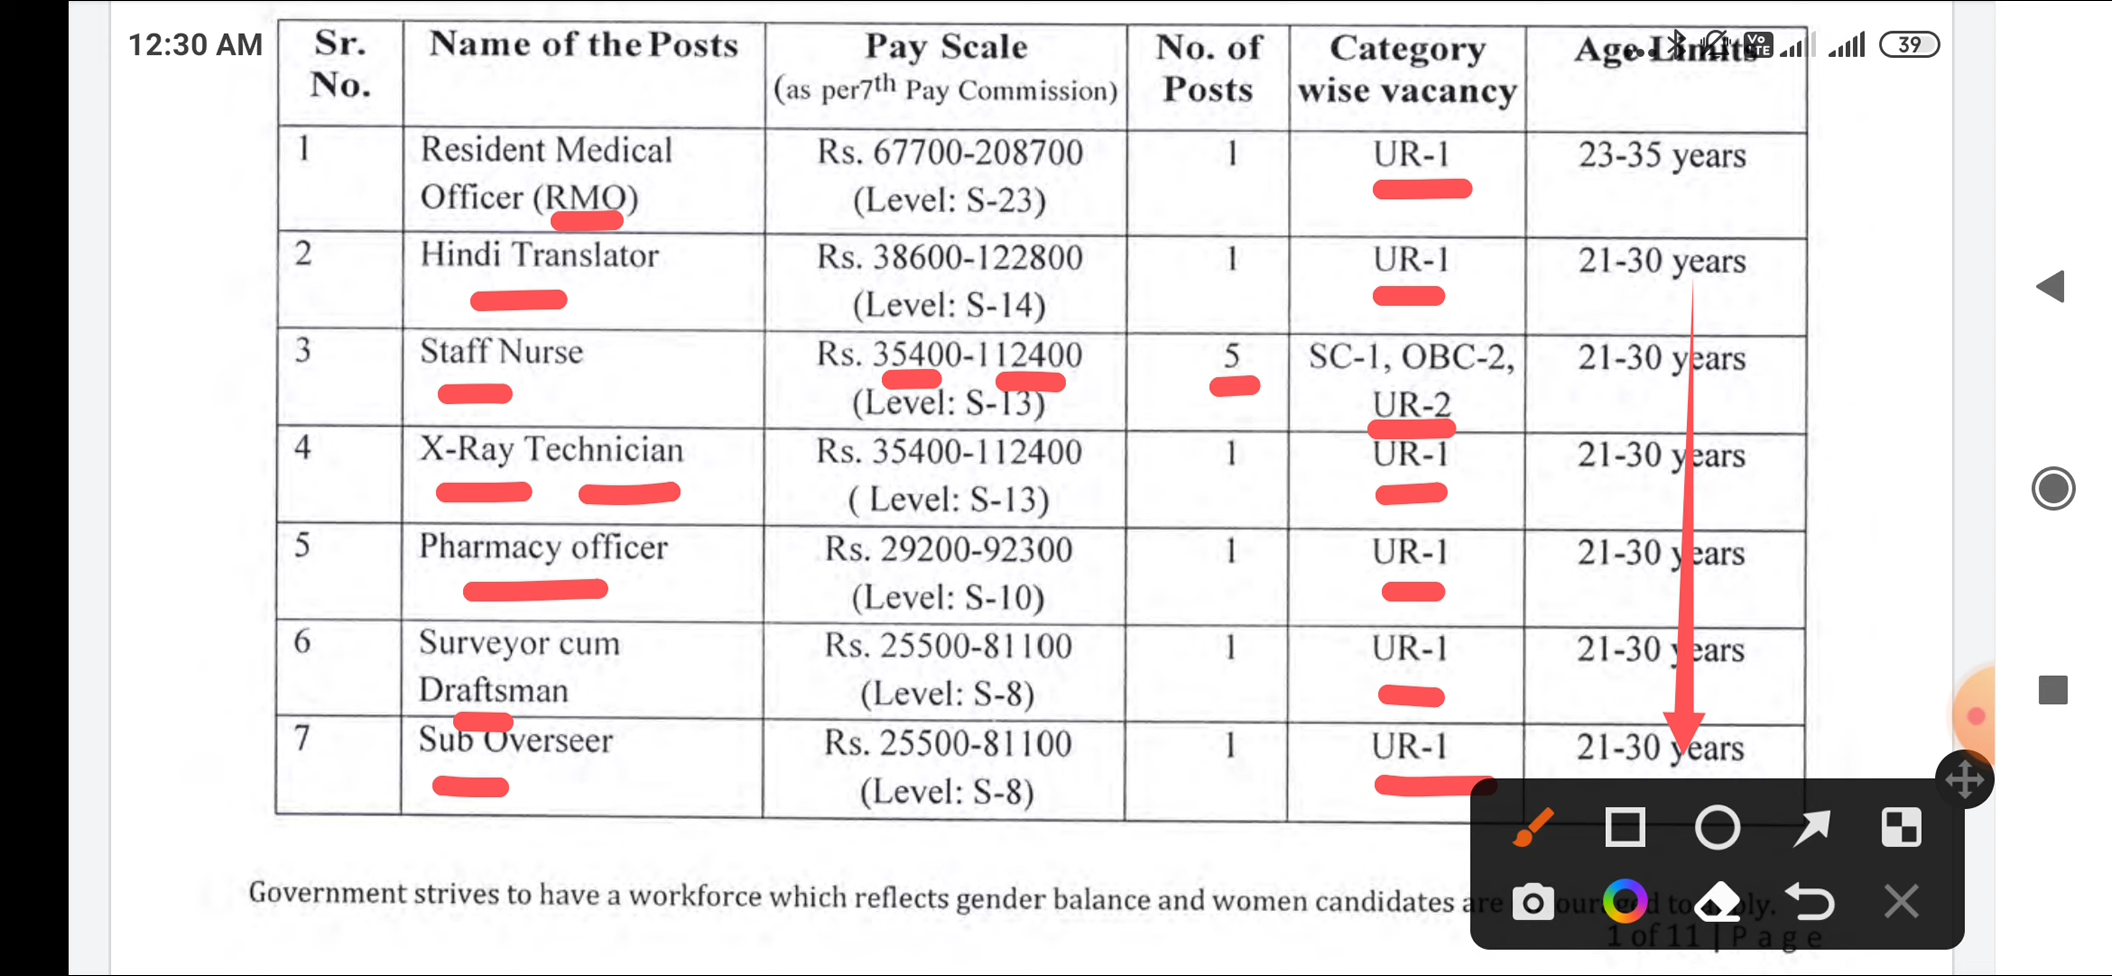 12:30 AM
39
Vo
LTE
Sr. No. Name of the Posts Pay Scale (as per7th Pay Commission) No. of Posts Category wise vacancy Age Limits
1 Resident Medical Officer (RMO) Rs. 67700-208700 (Level: S-23) 1 UR-1 23-35 years
2 Hindi Translator Rs. 38600-122800 (Level: S-14) 1 UR-1 21-30 years
3 Staff Nurse Rs. 35400-112400 (Level: S-13) 5 SC-1, OBC-2, UR-2 21-30 years
4 X-Ray Technician Rs. 35400-112400 ( Level: S-13) 1 UR-1 21-30 years
5 Pharmacy officer Rs. 29200-92300 (Level: S-10) 1 UR-1 21-30 years
6 Surveyor cum Draftsman Rs. 25500-81100 (Level: S-8) 1 UR-1 21-30 years
7 Sub Overseer Rs. 25500-81100 (Level: S-8) 1 UR-1 21-30 years
Government strives to have a workforce which reflects gender balance and women candidates are
1 of 11 | P a g e